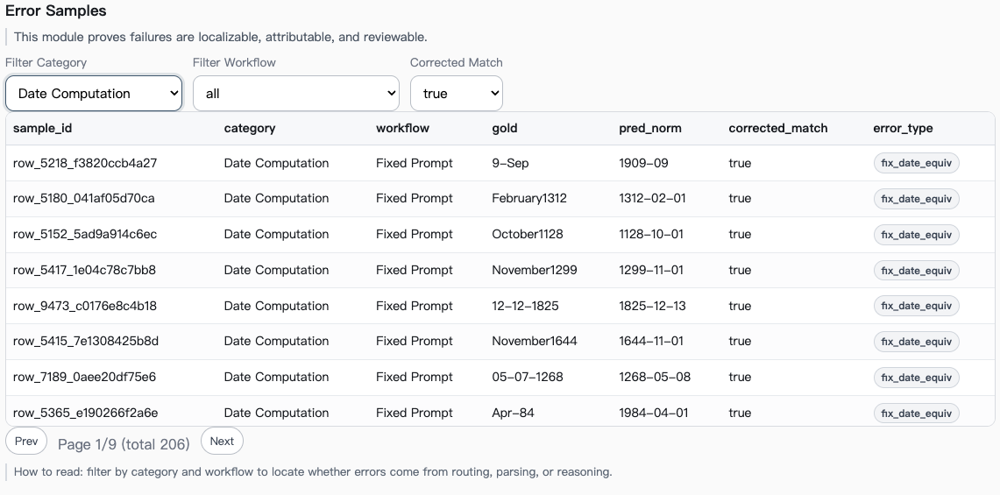 Error Samples
This module proves failures are localizable, attributable, and reviewable.
Filter Category Filter Workflow Corrected Match
Date Computation all true
sample_id category workflow gold pred_norm corrected_match error_type
row_5218_f3820ccb4a27 Date Computation Fixed Prompt 9-Sep 1909-09 true fix_date_equiv
row_5180_041af05d70ca Date Computation Fixed Prompt February1312 1312-02-01 true fix_date_equiv
row_5152_5ad9a914c6ec Date Computation Fixed Prompt October1128 1128-10-01 true fix_date_equiv
row_5417_1e04c78c7bb8 Date Computation Fixed Prompt November1299 1299-11-01 true fix_date_equiv
row_9473_c0176e8c4b18 Date Computation Fixed Prompt 12-12-1825 1825-12-13 true fix_date_equiv
row_5415_7e1308425b8d Date Computation Fixed Prompt November1644 1644-11-01 true fix_date_equiv
row_7189_0aee20df75e6 Date Computation Fixed Prompt 05-07-1268 1268-05-08 true fix_date_equiv
row_5365_e190266f2a6e Date Computation Fixed Prompt Apr-84 1984-04-01 true fix_date_equiv
Prev Page 1/9 (total 206) Next
How to read: filter by category and workflow to locate whether errors come from routing, parsing, or reasoning.